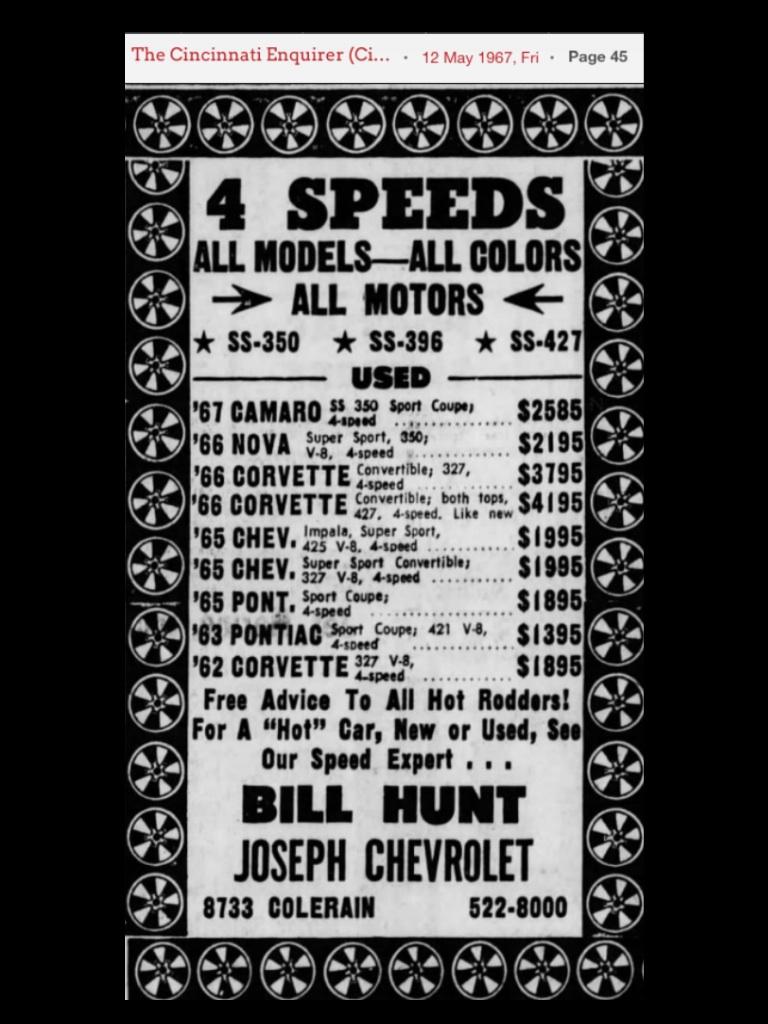 The Cincinnati Enquirer (Ci... · 12 May 1967, Fri · Page 45
4 SPEEDS
ALL MODELS—ALL COLORS
→ ALL MOTORS ←
★ SS-350 ★ SS-396 ★ SS-427
USED
'67 CAMARO SS 350 Sport Coupe; 4-speed .............. $2585
'66 NOVA Super Sport, 350; V-8, 4-speed ............ $2195
'66 CORVETTE Convertible; 327, 4-speed .............. $3795
'66 CORVETTE Convertible; both tops, 427, 4-speed. Like new $4195
'65 CHEV. Impala, Super Sport, 425 V-8, 4-speed ............ $1995
'65 CHEV. Super Sport Convertible; 327 V-8, 4-speed ........... $1995
'65 PONT. Sport Coupe; 4-speed .................. $1895
'63 PONTIAC Sport Coupe; 421 V-8, 4-speed ............ $1395
'62 CORVETTE 327 V-8, 4-speed ........... $1895
Free Advice To All Hot Rodders!
For A “Hot” Car, New or Used, See
Our Speed Expert . . .
BILL HUNT
JOSEPH CHEVROLET
8733 COLERAIN 522-8000